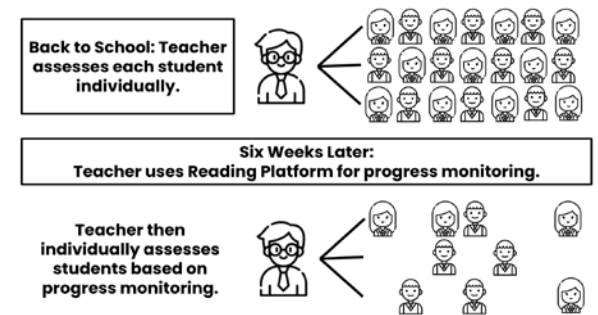 Back to School: Teacher
assesses each student
individually.
Six Weeks Later:
Teacher uses Reading Platform for progress monitoring.
Teacher then
individually assesses
students based on
progress monitoring.